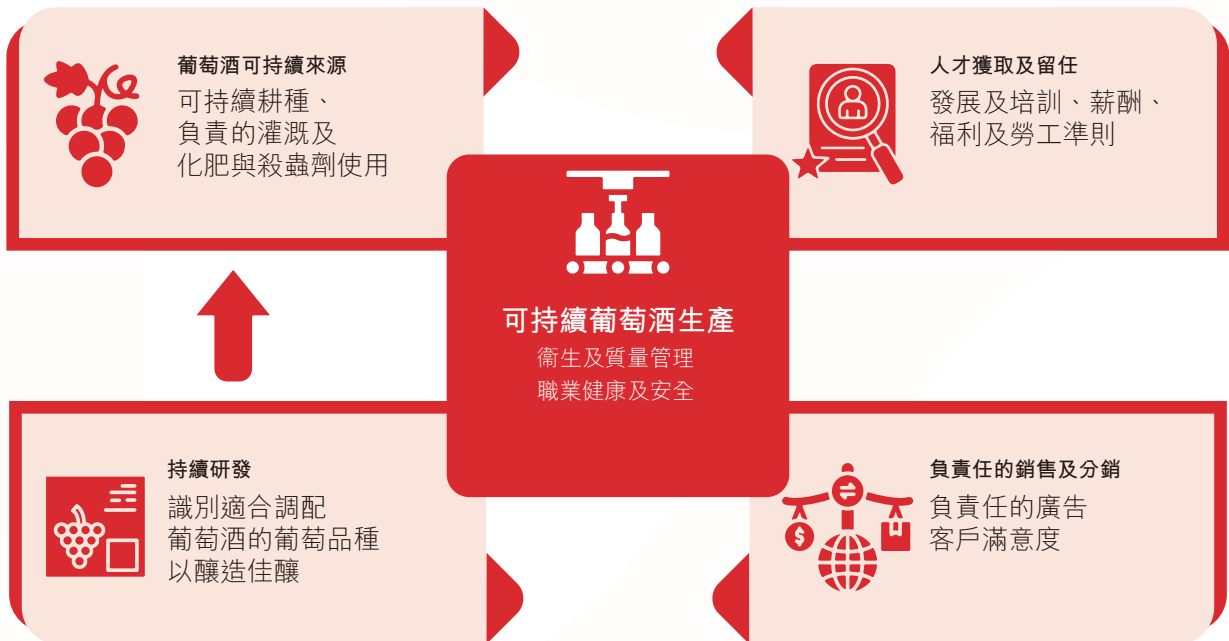 葡萄酒可持續來源
可持續耕種、
負責的灌溉及
化肥與殺蟲劑使用
人才獲取及留任
發展及培訓、薪酬、
福利及勞工準則
可持續葡萄酒生產
衞生及質量管理
職業健康及安全
持續研發
識別適合調配
葡萄酒的葡萄品種
以釀造佳釀
負責任的銷售及分銷
負責任的廣告
客戶滿意度
$